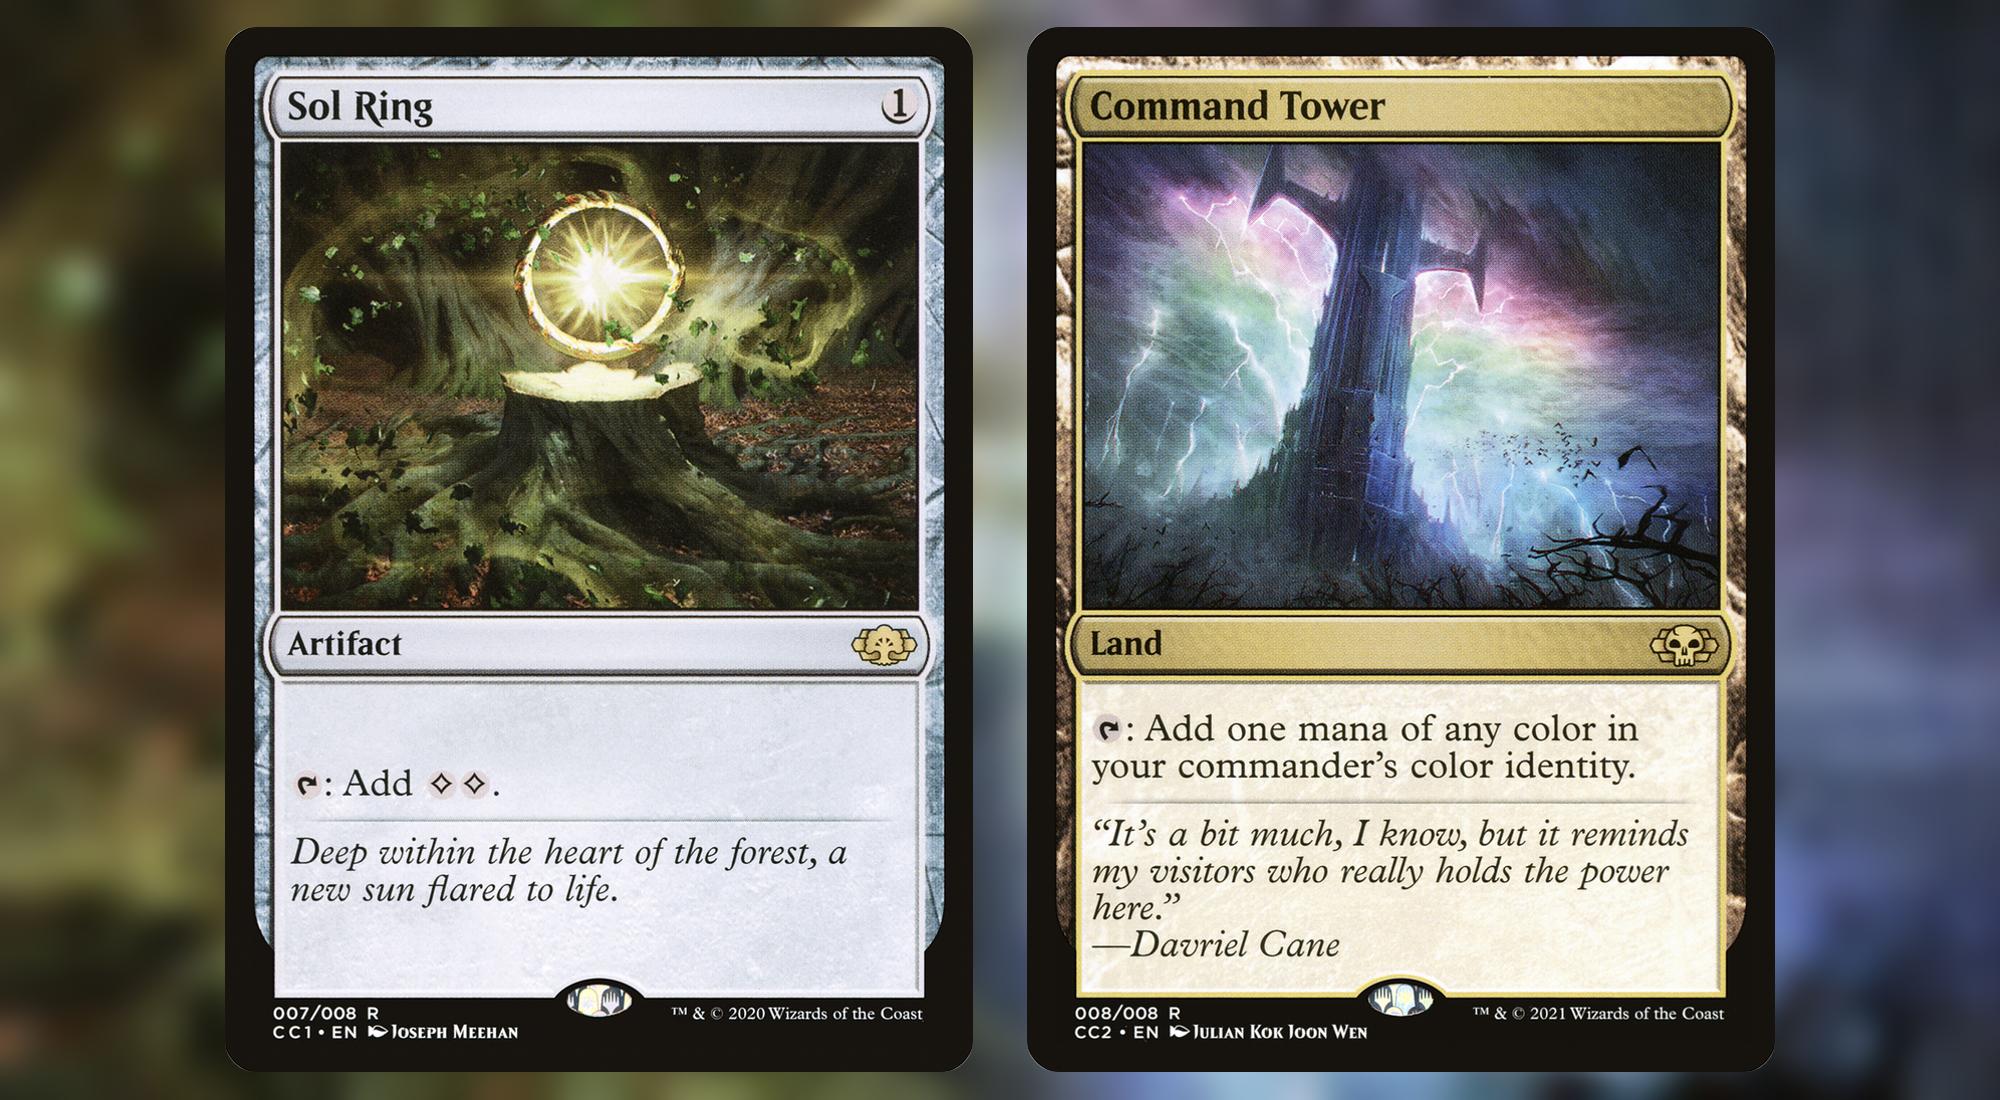 Sol Ring
1
Artifact
: Add .
Deep within the heart of the forest, a
new sun flared to life.
007/008 R
CC1 • EN Joseph Meehan
™ & © 2020 Wizards of the Coast
Command Tower
Land
: Add one mana of any color in
your commander’s color identity.
“It’s a bit much, I know, but it reminds
my visitors who really holds the power
here.”
—Davriel Cane
008/008 R
CC2 • EN Julian Kok Joon Wen
™ & © 2021 Wizards of the Coast